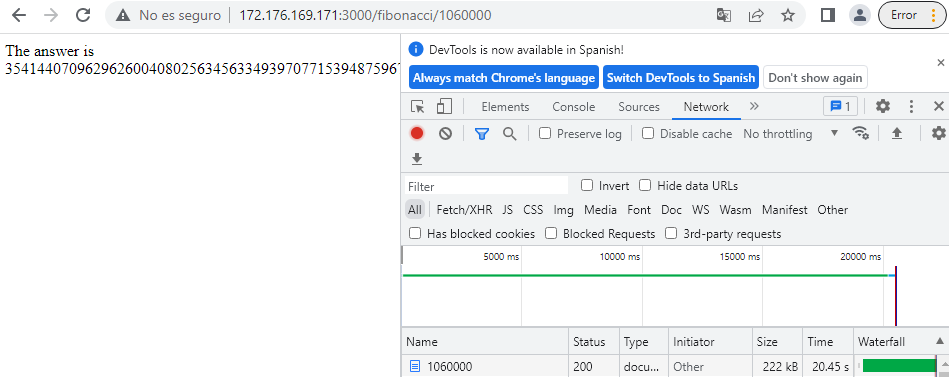 No es seguro | 172.176.169.171:3000/fibonacci/1060000
Error
The answer is
DevTools is now available in Spanish!
Always match Chrome's language Switch DevTools to Spanish Don't show again
Elements Console Sources Network 1
Preserve log Disable cache No throttling
Filter Invert Hide data URLs
All Fetch/XHR JS CSS Img Media Font Doc WS Wasm Manifest Other
Has blocked cookies Blocked Requests 3rd-party requests
5000 ms 10000 ms 15000 ms 20000 ms
Name Status Type Initiator Size Time Waterfall
1060000 200 docu... Other 222 kB 20.45 s